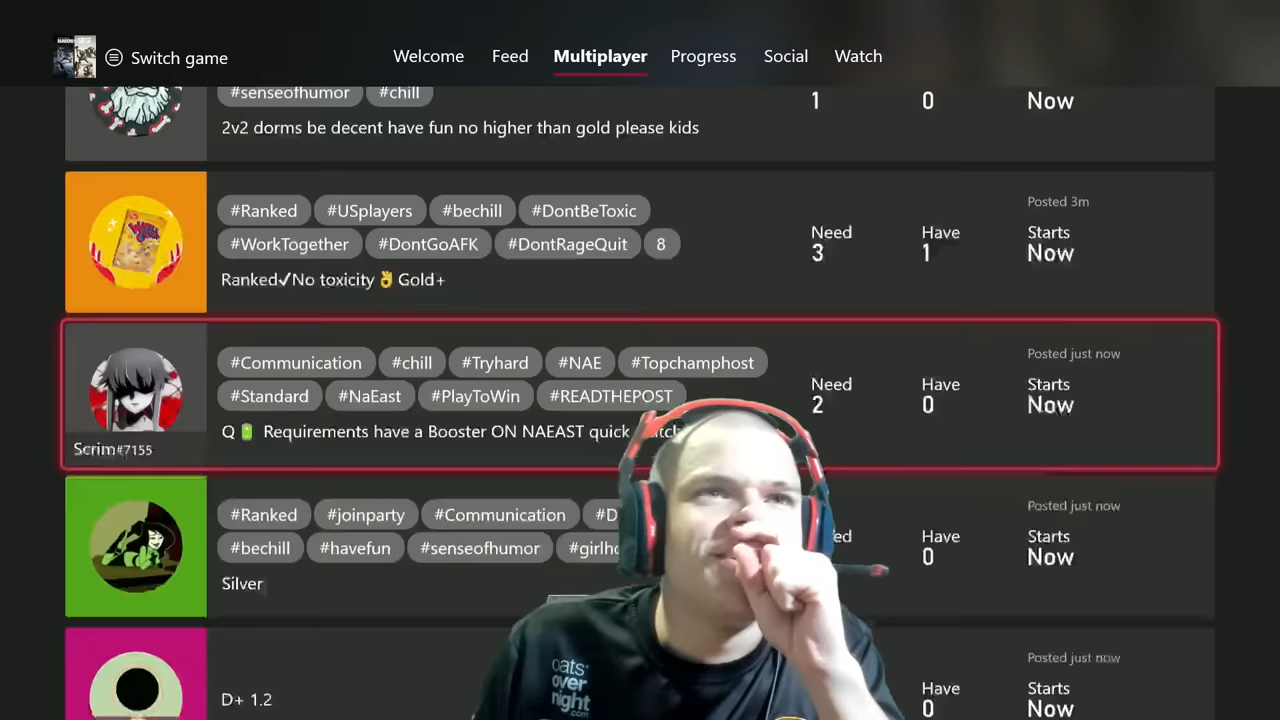 Switch game
Welcome Feed Multiplayer Progress Social Watch
#senseofhumor #chill
1 0 Now
2v2 dorms be decent have fun no higher than gold please kids
Posted 3m
#Ranked #USplayers #bechill #DontBeToxic
Need Have Starts
#WorkTogether #DontGoAFK #DontRageQuit 8
3 1 Now
Ranked✓No toxicity👌Gold+
Posted just now
#Communication #chill #Tryhard #NAE #Topchamphost
Need Have Starts
#Standard #NaEast #PlayToWin #READTHEPOST
2 0 Now
Q🔋 Requirements have a Booster ON NAEAST quick
Scrim#7155
Posted just now
#Ranked #joinparty #Communication
Have Starts
#bechill #havefun #senseofhumor
0 Now
Silver
oats
over
night
.com
Posted just now
Have Starts
D+ 1.2
0 Now